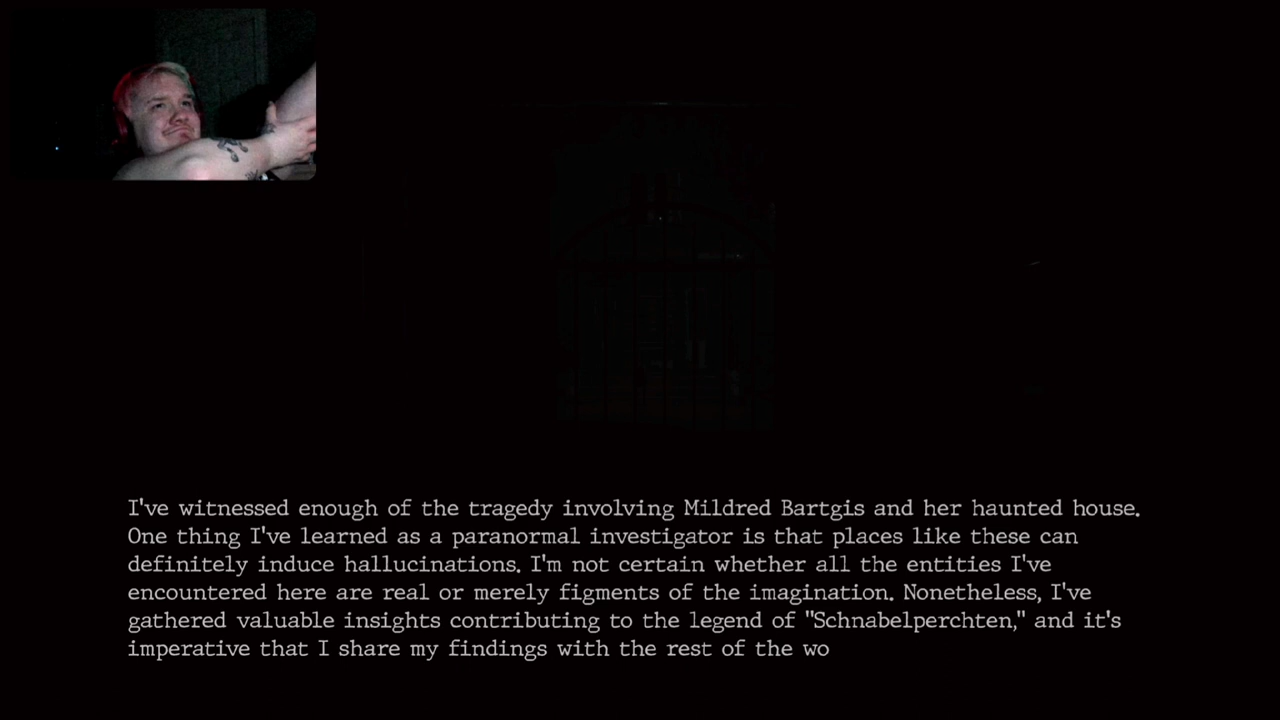 I've witnessed enough of the tragedy involving Mildred Bartgis and her haunted house.
One thing I've learned as a paranormal investigator is that places like these can
definitely induce hallucinations. I'm not certain whether all the entities I've
encountered here are real or merely figments of the imagination. Nonetheless, I've
gathered valuable insights contributing to the legend of "Schnabelperchten," and it's
imperative that I share my findings with the rest of the wo